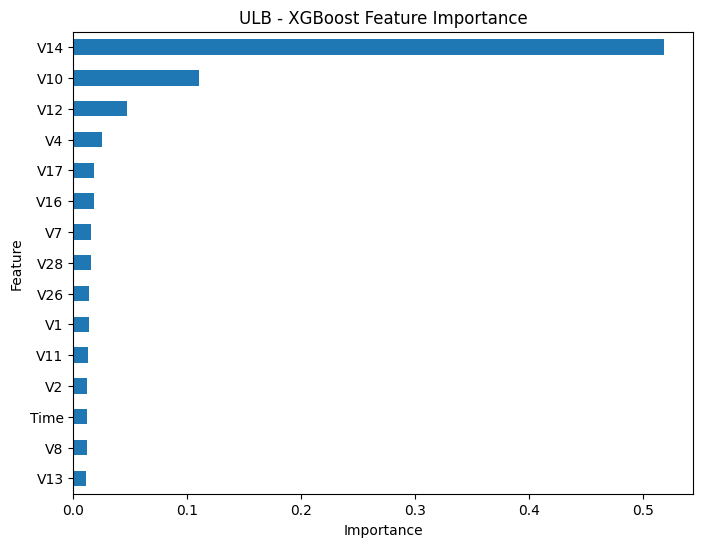 ULB - XGBoost Feature Importance
V14
V10
V12
V4
V17
V16
V7
V28
V26
V1
V11
V2
Time
V8
V13
Feature
0.0 0.1 0.2 0.3 0.4 0.5
Importance